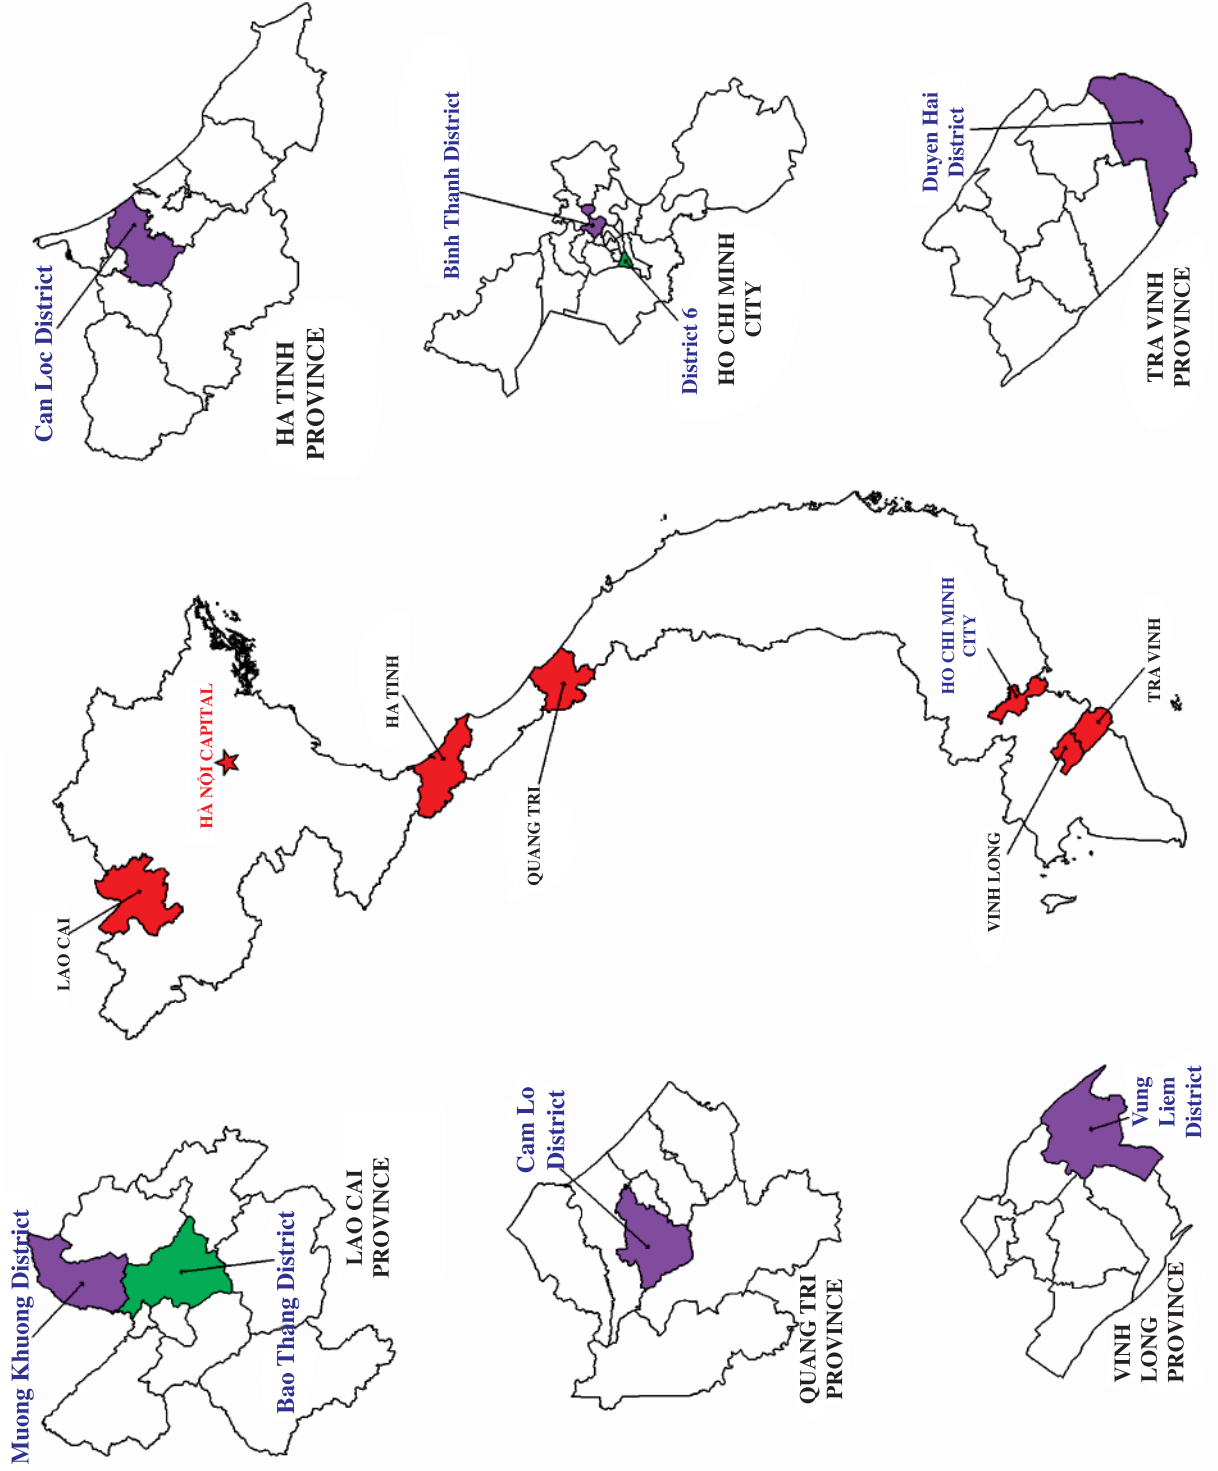 Muong Khuong District
Bao Thang District
LAO CAI
PROVINCE
Cam Lo
District
QUANG TRI
PROVINCE
Vung
Liem
District
VINH
LONG
PROVINCE
LAO CAI
HÀ NỘI CAPITAL
HA TINH
QUANG TRI
HO CHI MINH
CITY
VINH LONG
TRA VINH
Can Loc District
HA TINH
PROVINCE
Binh Thanh District
District 6
HO CHI MINH
CITY
Duyen Hai
District
TRA VINH
PROVINCE